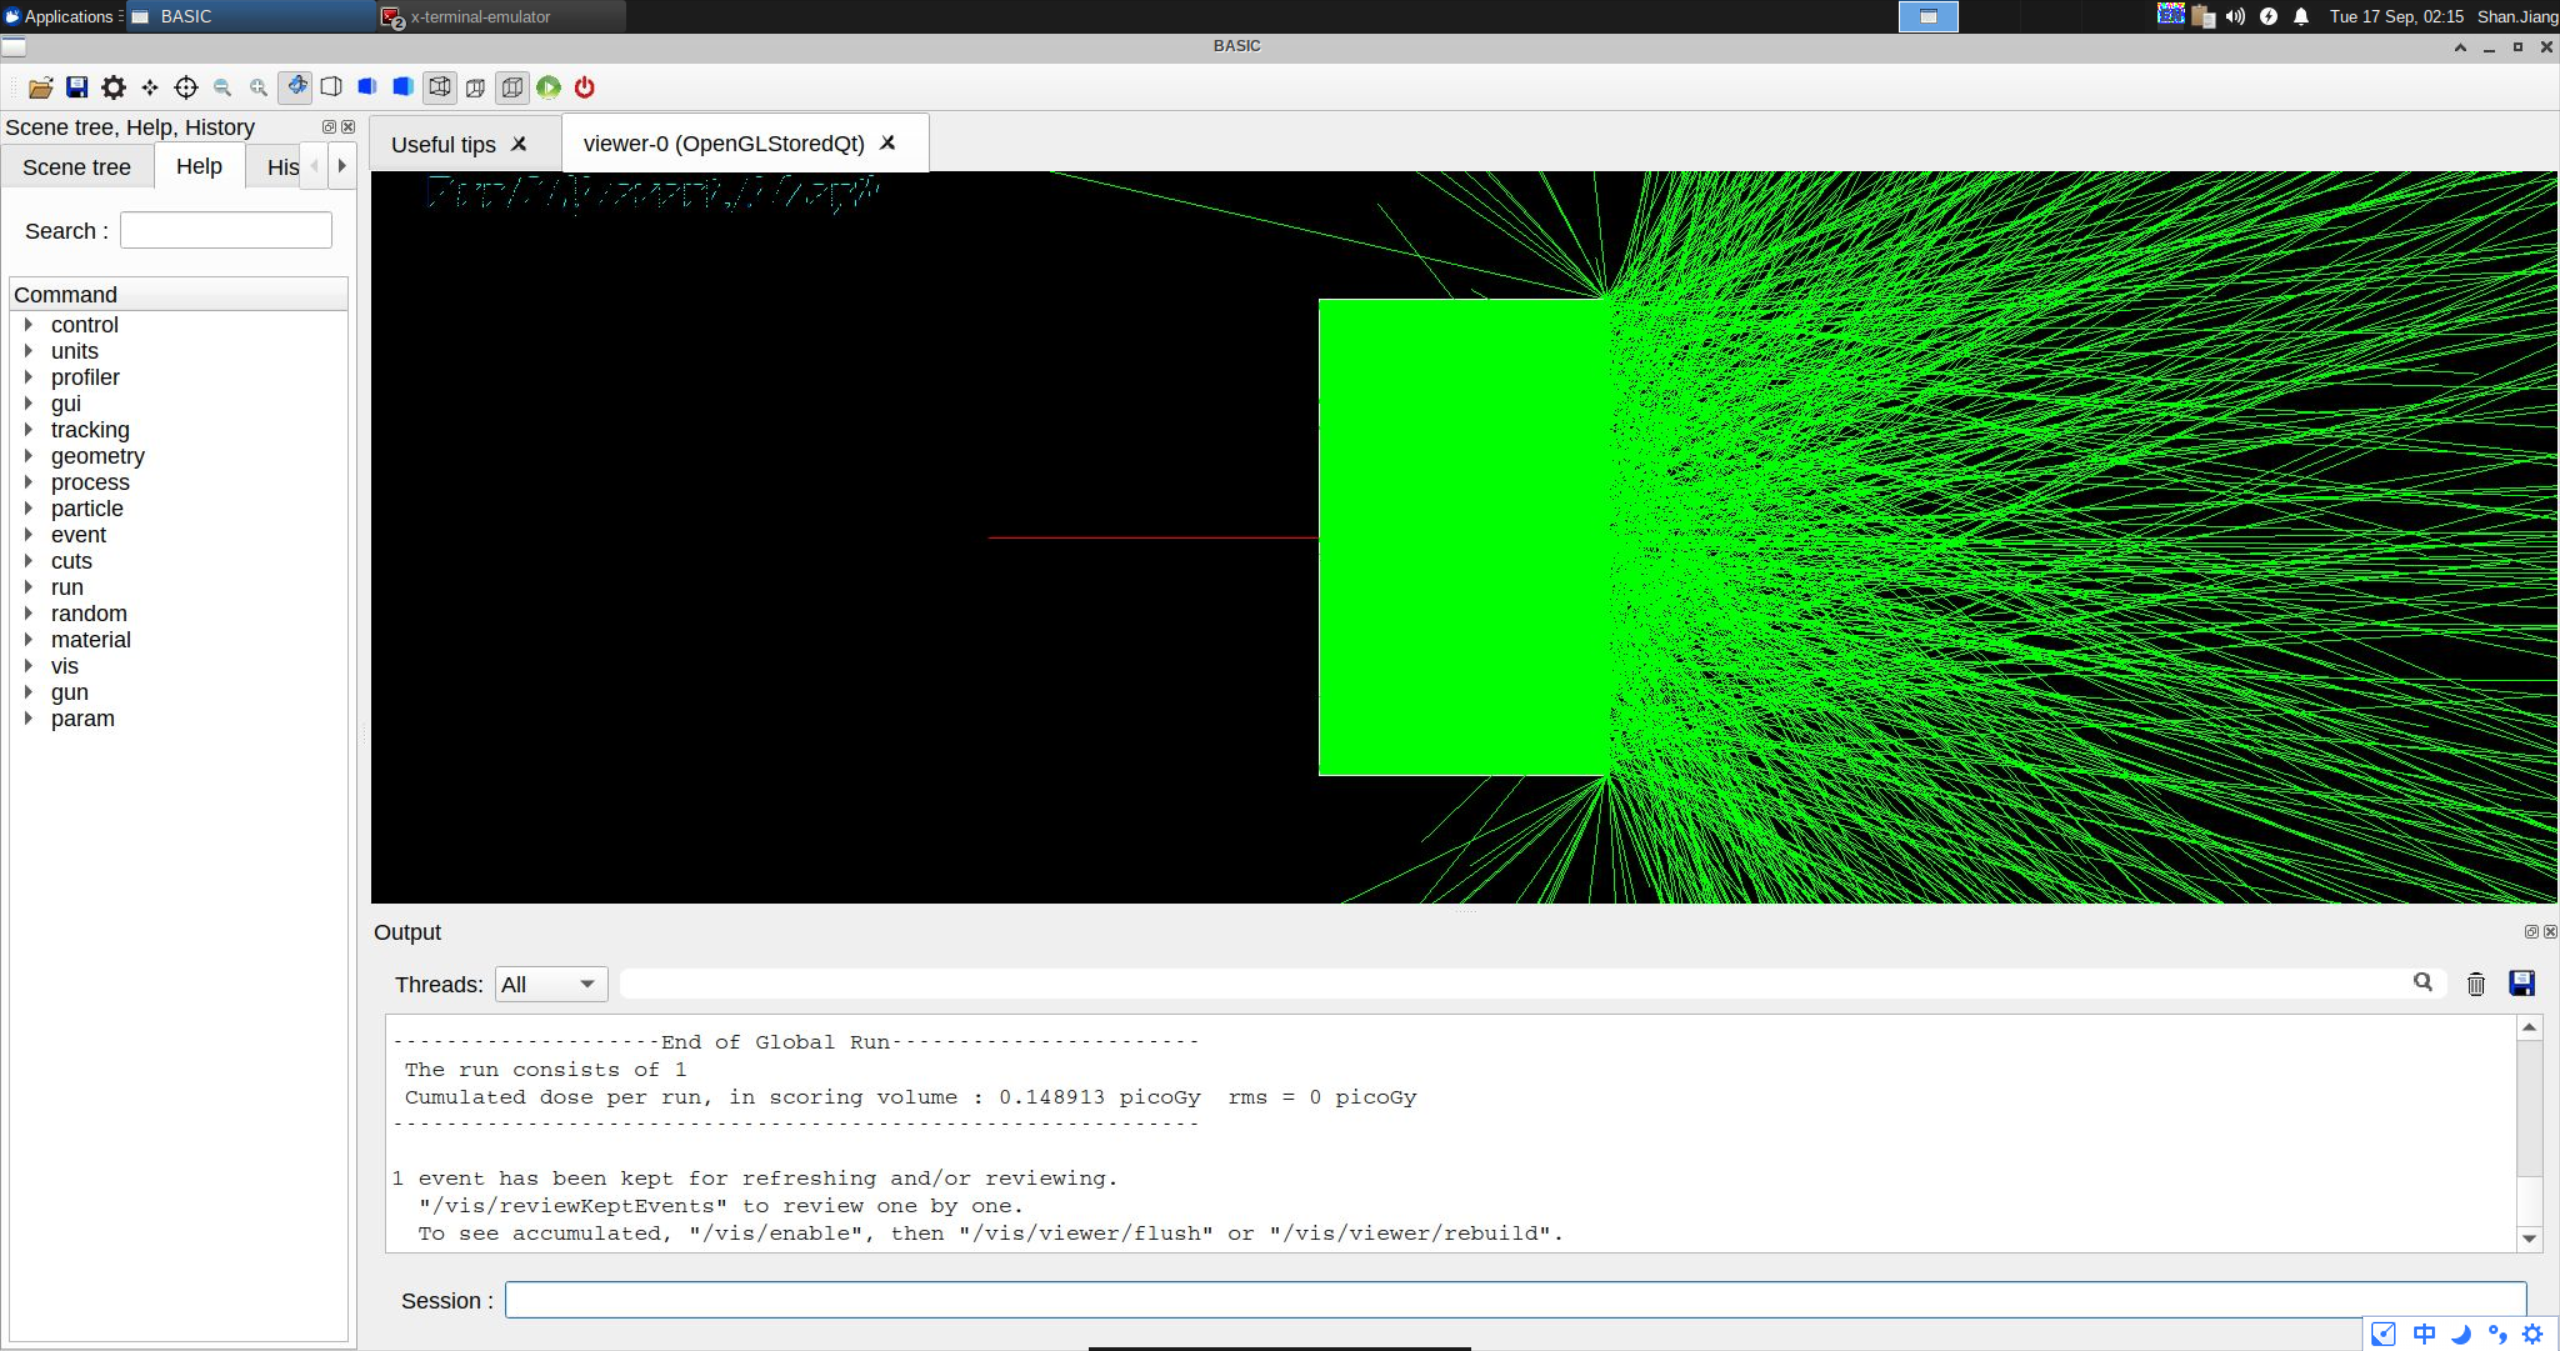 Applications
BASIC
x-terminal-emulator
Tue 17 Sep, 02:15
Shan.Jiang
BASIC
Scene tree, Help, History
Scene tree
Help
His
Useful tips
viewer-0 (OpenGLStoredQt)
Search :
Command
control
units
profiler
gui
tracking
geometry
process
particle
event
cuts
run
random
material
vis
gun
param
Output
Threads:
All
--------------------End of Global Run-----------------------
The run consists of 1
Cumulated dose per run, in scoring volume : 0.148913 picoGy  rms = 0 picoGy
------------------------------------------------------------
1 event has been kept for refreshing and/or reviewing.
"/vis/reviewKeptEvents" to review one by one.
To see accumulated, "/vis/enable", then "/vis/viewer/flush" or "/vis/viewer/rebuild".
Session :
中